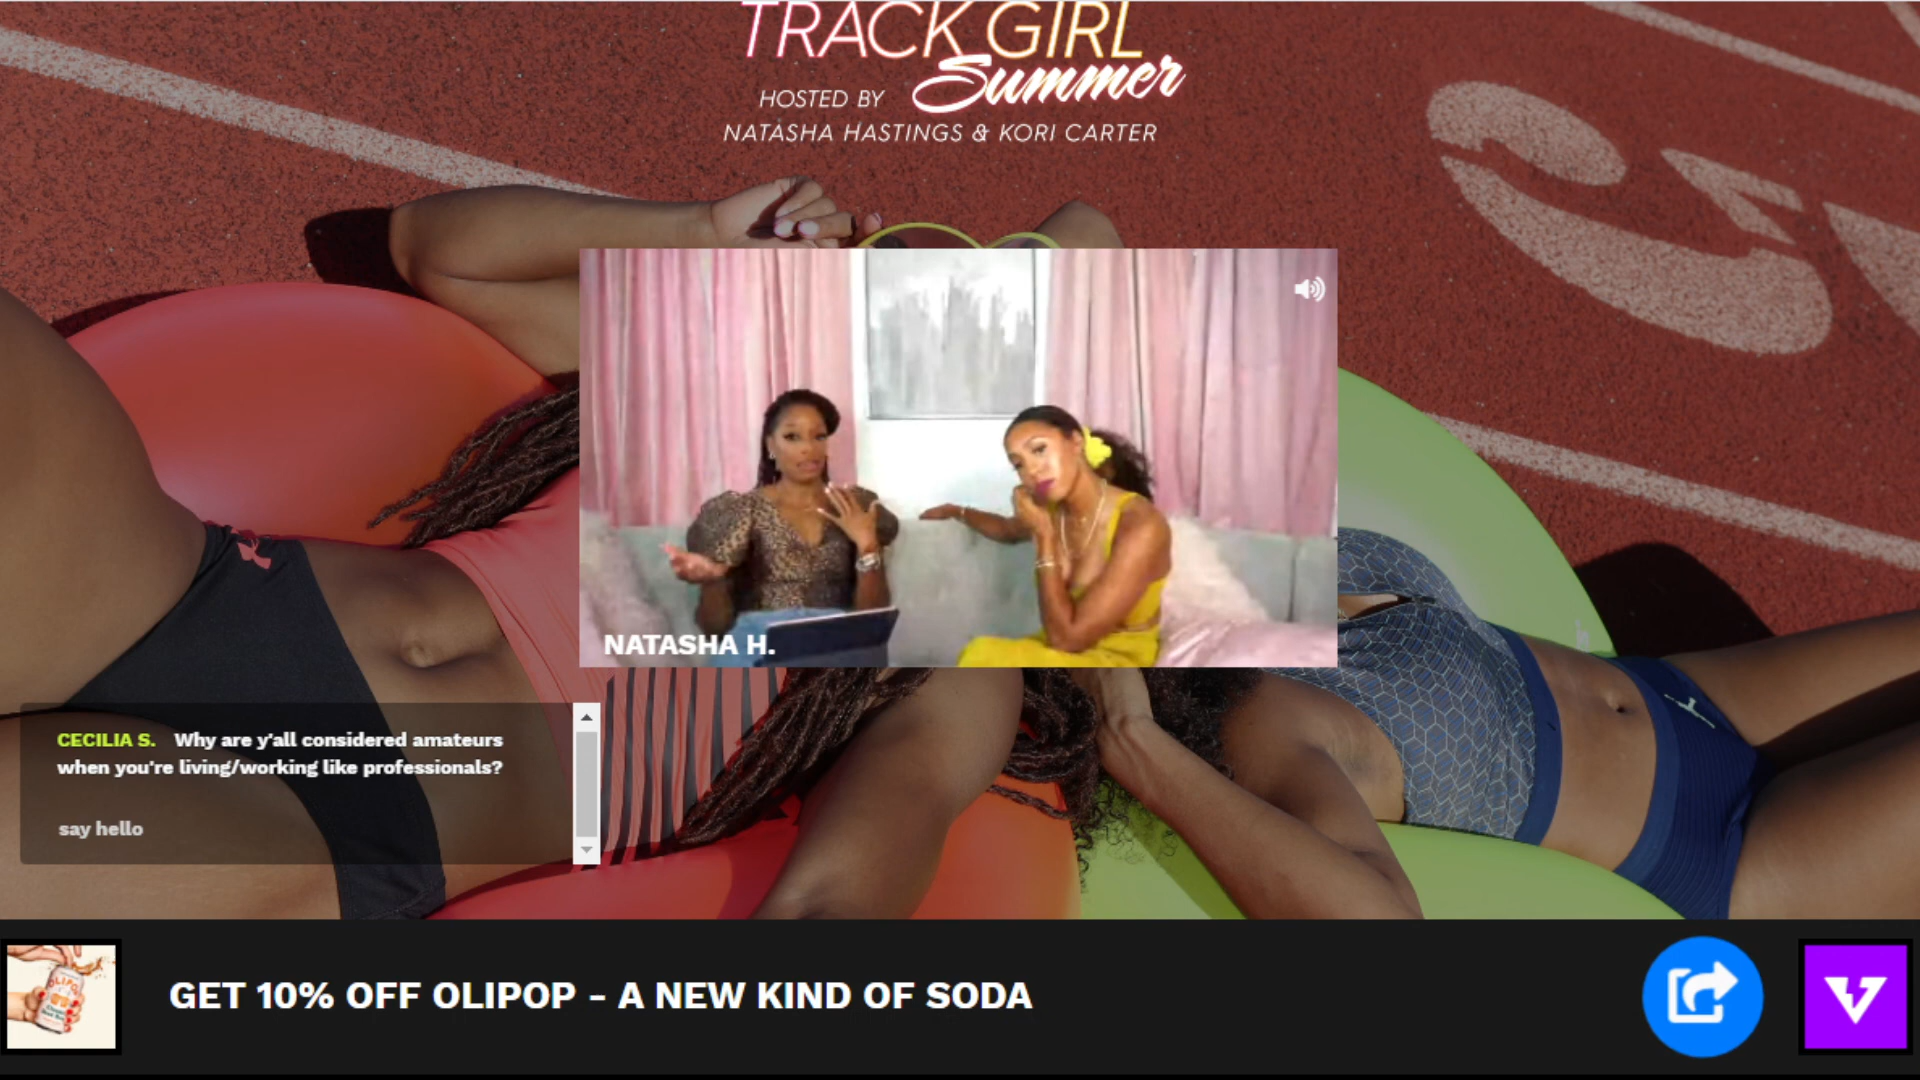 TRACK GIRL
Summer
HOSTED BY
NATASHA HASTINGS & KORI CARTER
NATASHA H.
CECILIA S. Why are y'all considered amateurs
when you're living/working like professionals?
say hello
OLIPOP
GET 10% OFF OLIPOP - A NEW KIND OF SODA